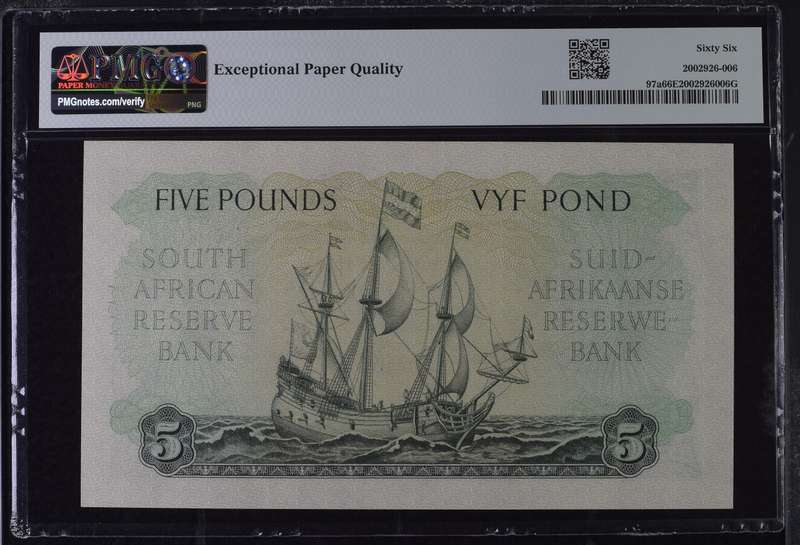 PMG
PAPER MONEY
PMGnotes.com/verify
PNG
Exceptional Paper Quality
Sixty Six
2002926-006
97a66E2002926006G
FIVE POUNDS
VYF POND
SOUTH
AFRICAN
RESERVE
BANK
SUID-
AFRIKAANSE
RESERWE-
BANK
5
5